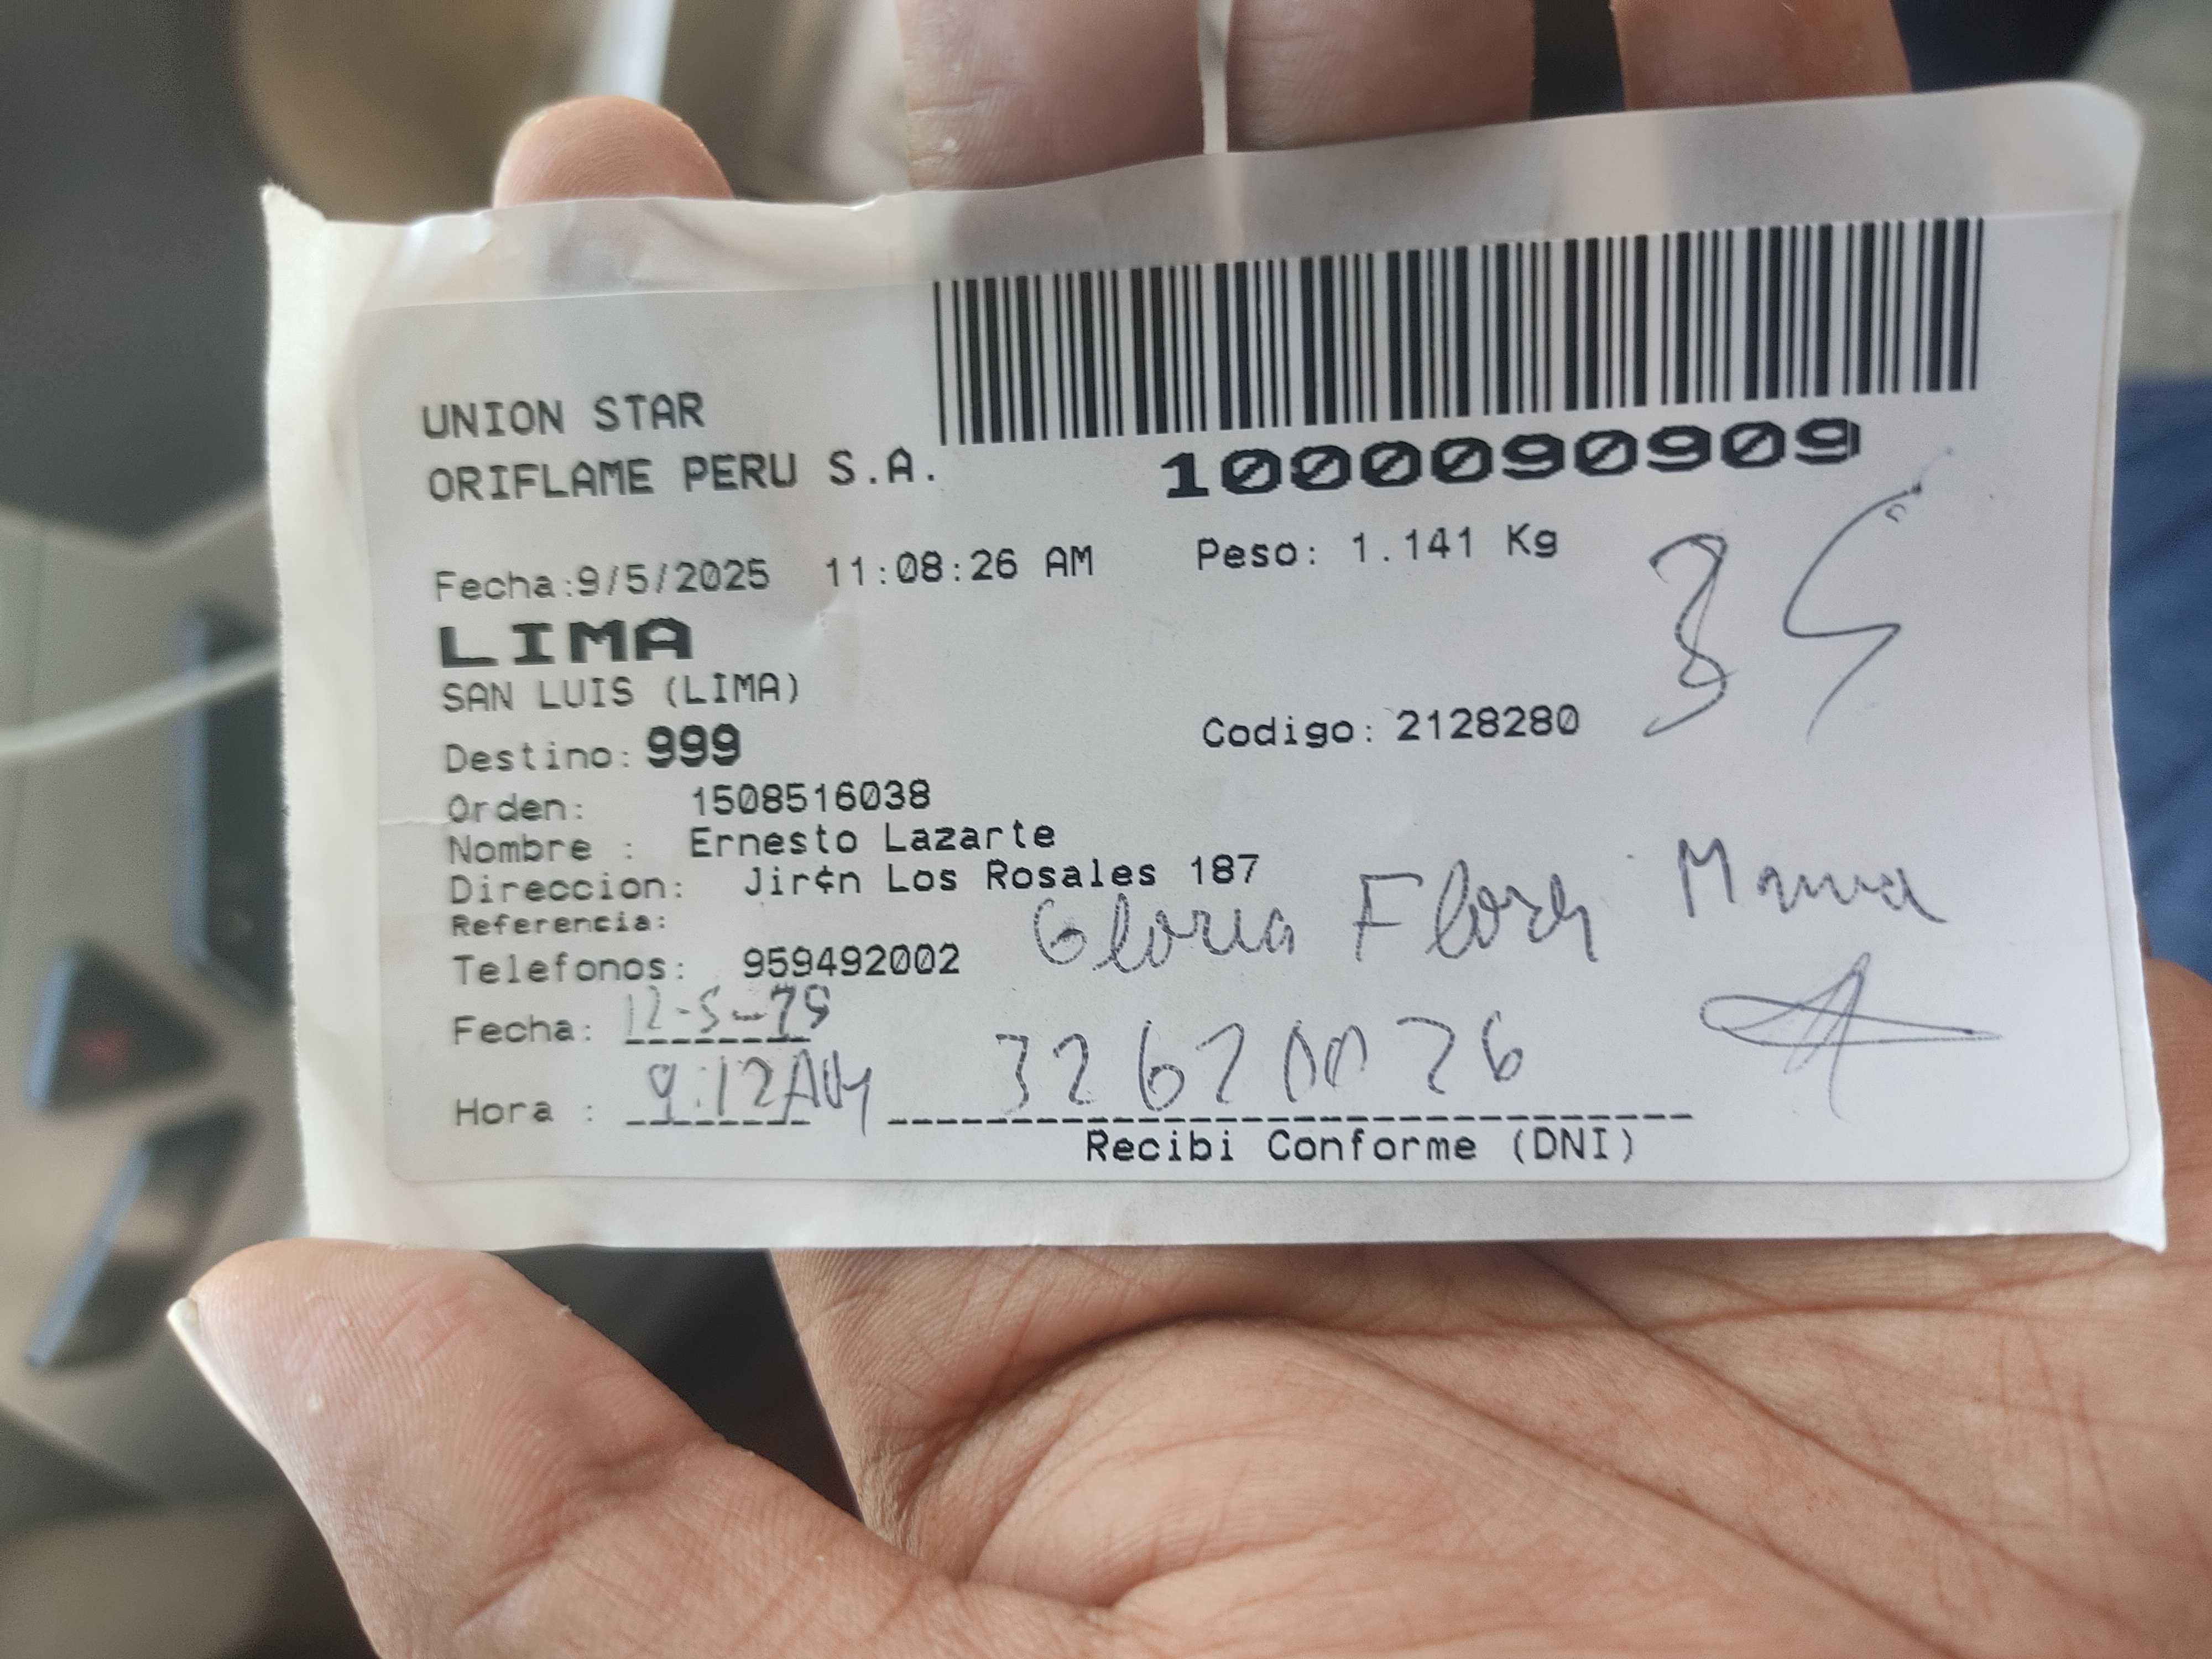 UNION STAR
ORIFLAME PERU S.A.
1000090909
Fecha:9/5/2025 11:08:26 AM Peso: 1.141 Kg
35
LIMA
SAN LUIS (LIMA)
Destino: 999 Codigo: 2128280
Orden: 1508516038
Nombre : Ernesto Lazarte
Direccion: Jir¢n Los Rosales 187
Referencia:
Gloria Flores
Telefonos: 959492002
Fecha: 12-5-25
Hora : 9:12AM
Recibi Conforme (DNI)